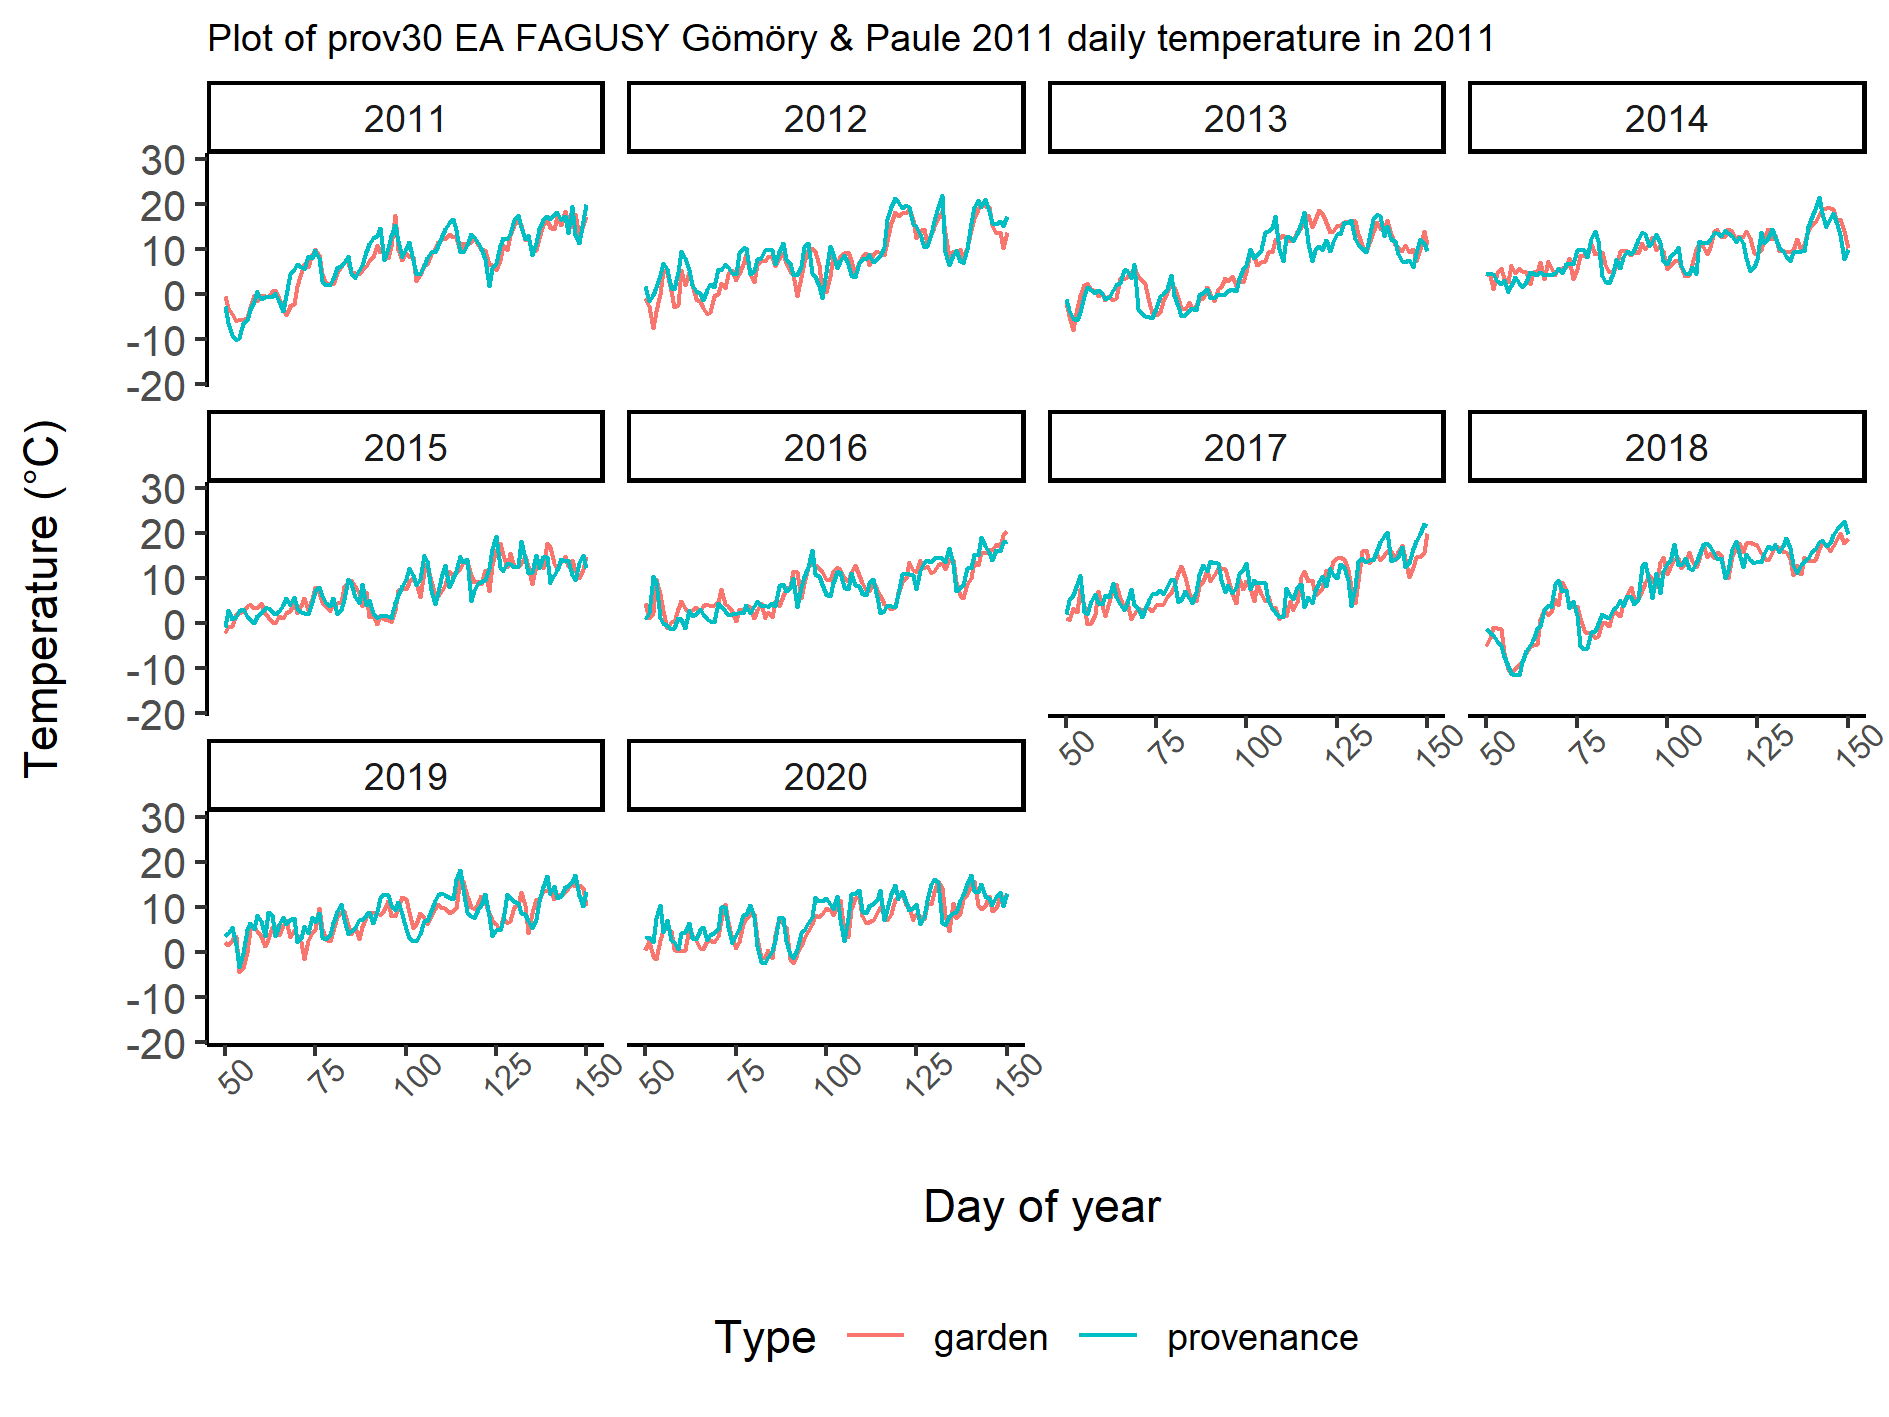 Plot of prov30 EA FAGUSY Gömöry & Paule 2011 daily temperature in 2011
2011 2012 2013 2014
30
20
10
0
-10
-20
Temperature (°C)
2015 2016 2017 2018
30
20
10
0
-10
-20
50 75 100 125 150 50 75 100 125 150
2019 2020
30
20
10
0
-10
-20
50 75 100 125 150 50 75 100 125 150
Day of year
Type garden provenance